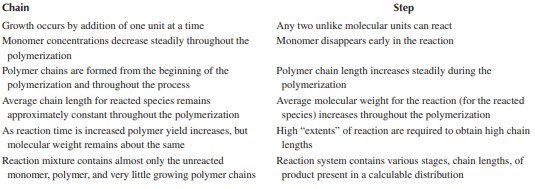 Chain Step
Growth occurs by addition of one unit at a time Any two unlike molecular units can react
Monomer concentrations decrease steadily throughout the Monomer disappears early in the reaction
polymerization
Polymer chains are formed from the beginning of the Polymer chain length increases steadily during the
polymerization and throughout the process polymerization
Average chain length for reacted species remains Average molecular weight for the reaction (for the reacted
approximately constant throughout the polymerization species) increases throughout the polymerization
As reaction time is increased polymer yield increases, but High “extents” of reaction are required to obtain high chain
molecular weight remains about the same lengths
Reaction mixture contains almost only the unreacted Reaction system contains various stages, chain lengths, of
monomer, polymer, and very little growing polymer chains product present in a calculable distribution